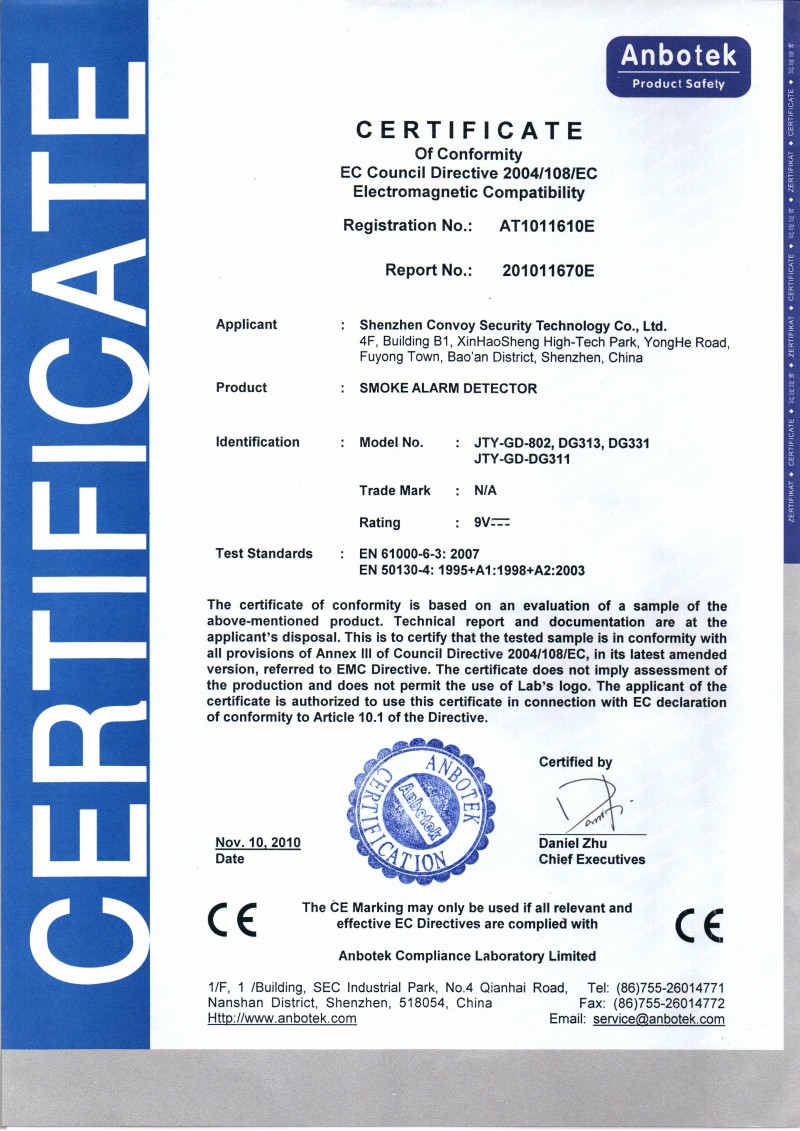 CERTIFICATE
Anbotek
Product Safety
CERTIFICATE
Of Conformity
EC Council Directive 2004/108/EC
Electromagnetic Compatibility
Registration No.: AT1011610E
Report No.: 201011670E
Applicant : Shenzhen Convoy Security Technology Co., Ltd.
4F, Building B1, XinHaoSheng High-Tech Park, YongHe Road,
Fuyong Town, Bao'an District, Shenzhen, China
Product : SMOKE ALARM DETECTOR
Identification : Model No. : JTY-GD-802, DG313, DG331
JTY-GD-DG311
Trade Mark : N/A
Rating : 9V⎓
Test Standards : EN 61000-6-3: 2007
EN 50130-4: 1995+A1:1998+A2:2003
The certificate of conformity is based on an evaluation of a sample of the
above-mentioned product. Technical report and documentation are at the
applicant's disposal. This is to certify that the tested sample is in conformity with
all provisions of Annex III of Council Directive 2004/108/EC, in its latest amended
version, referred to EMC Directive. The certificate does not imply assessment of
the production and does not permit the use of Lab's logo. The applicant of the
certificate is authorized to use this certificate in connection with EC declaration
of conformity to Article 10.1 of the Directive.
ANBOTEK
Anbotek
CERTIFICATION
Certified by
Nov. 10, 2010
Date
Daniel Zhu
Chief Executives
CE
The CE Marking may only be used if all relevant and
effective EC Directives are complied with
CE
Anbotek Compliance Laboratory Limited
1/F, 1 /Building, SEC Industrial Park, No.4 Qianhai Road, Tel: (86)755-26014771
Nanshan District, Shenzhen, 518054, China Fax: (86)755-26014772
Http://www.anbotek.com Email: service@anbotek.com
ZERTIFIKAT ◆ CERTIFICATE ◆ ◆ ZERTIFIKAT ◆ CERTIFICATE ◆ ◆ ZERTIFIKAT ◆ CERTIFICATE ◆